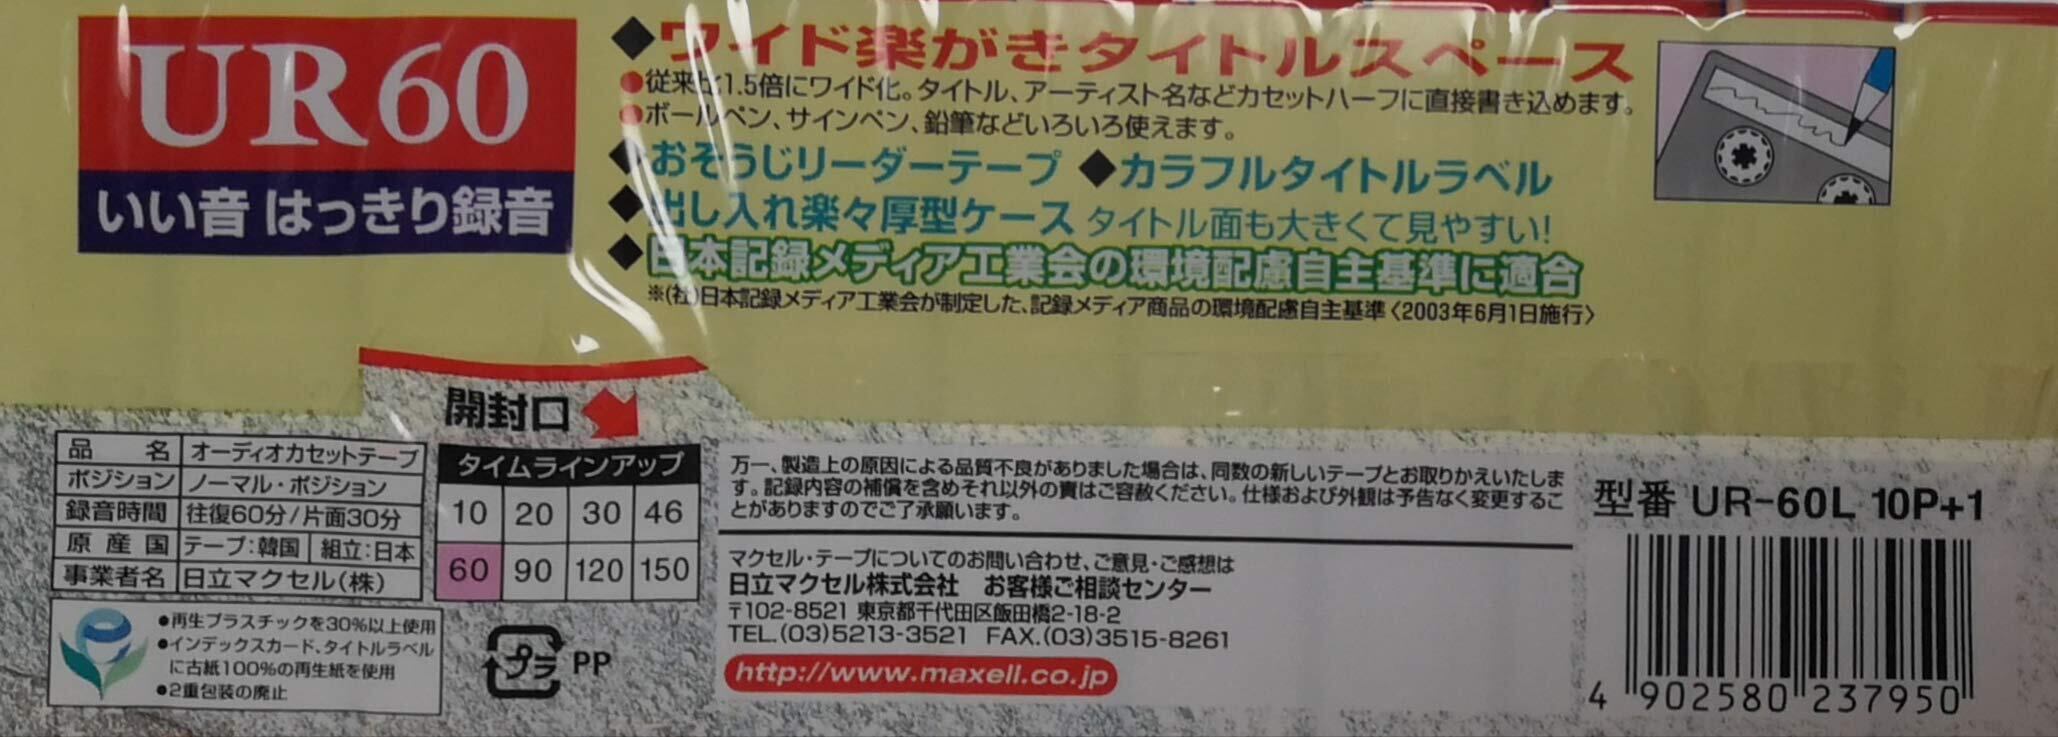 UR60
いい音 はっきり録音
◆ワイド楽がきタイトルスペース
●従来比1.5倍にワイド化。タイトル、アーティスト名などカセットハーフに直接書き込めます。
●ボールペン、サインペン、鉛筆などいろいろ使えます。
◆おそうじリーダーテープ ◆カラフルタイトルラベル
◆出し入れ楽々厚型ケース タイトル面も大きくて見やすい!
◆日本記録メディア工業会の環境配慮自主基準に適合
※(社)日本記録メディア工業会が制定した、記録メディア商品の環境配慮自主基準〈2003年6月1日施行〉
開封口
品名 オーディオカセットテープ
ポジション ノーマル・ポジション
録音時間 往復60分/片面30分
原産国 テープ:韓国 組立:日本
事業者名 日立マクセル(株)
●再生プラスチックを30%以上使用
●インデックスカード、タイトルラベル
に古紙100%の再生紙を使用
●2重包装の廃止
タイムラインアップ
10 20 30 46
60 90 120 150
プラ PP
万一、製造上の原因による品質不良がありました場合は、同数の新しいテープとお取りかえいたしま
す。記録内容の補償を含めそれ以外の責はご容赦ください。仕様および外観は予告なく変更するこ
とがありますのでご了承願います。
マクセル・テープについてのお問い合わせ、ご意見・ご感想は
日立マクセル株式会社 お客様ご相談センター
〒102-8521 東京都千代田区飯田橋2-18-2
TEL.(03)5213-3521 FAX.(03)3515-8261
http://www.maxell.co.jp
型番 UR-60L 10P+1
4 902580 237950